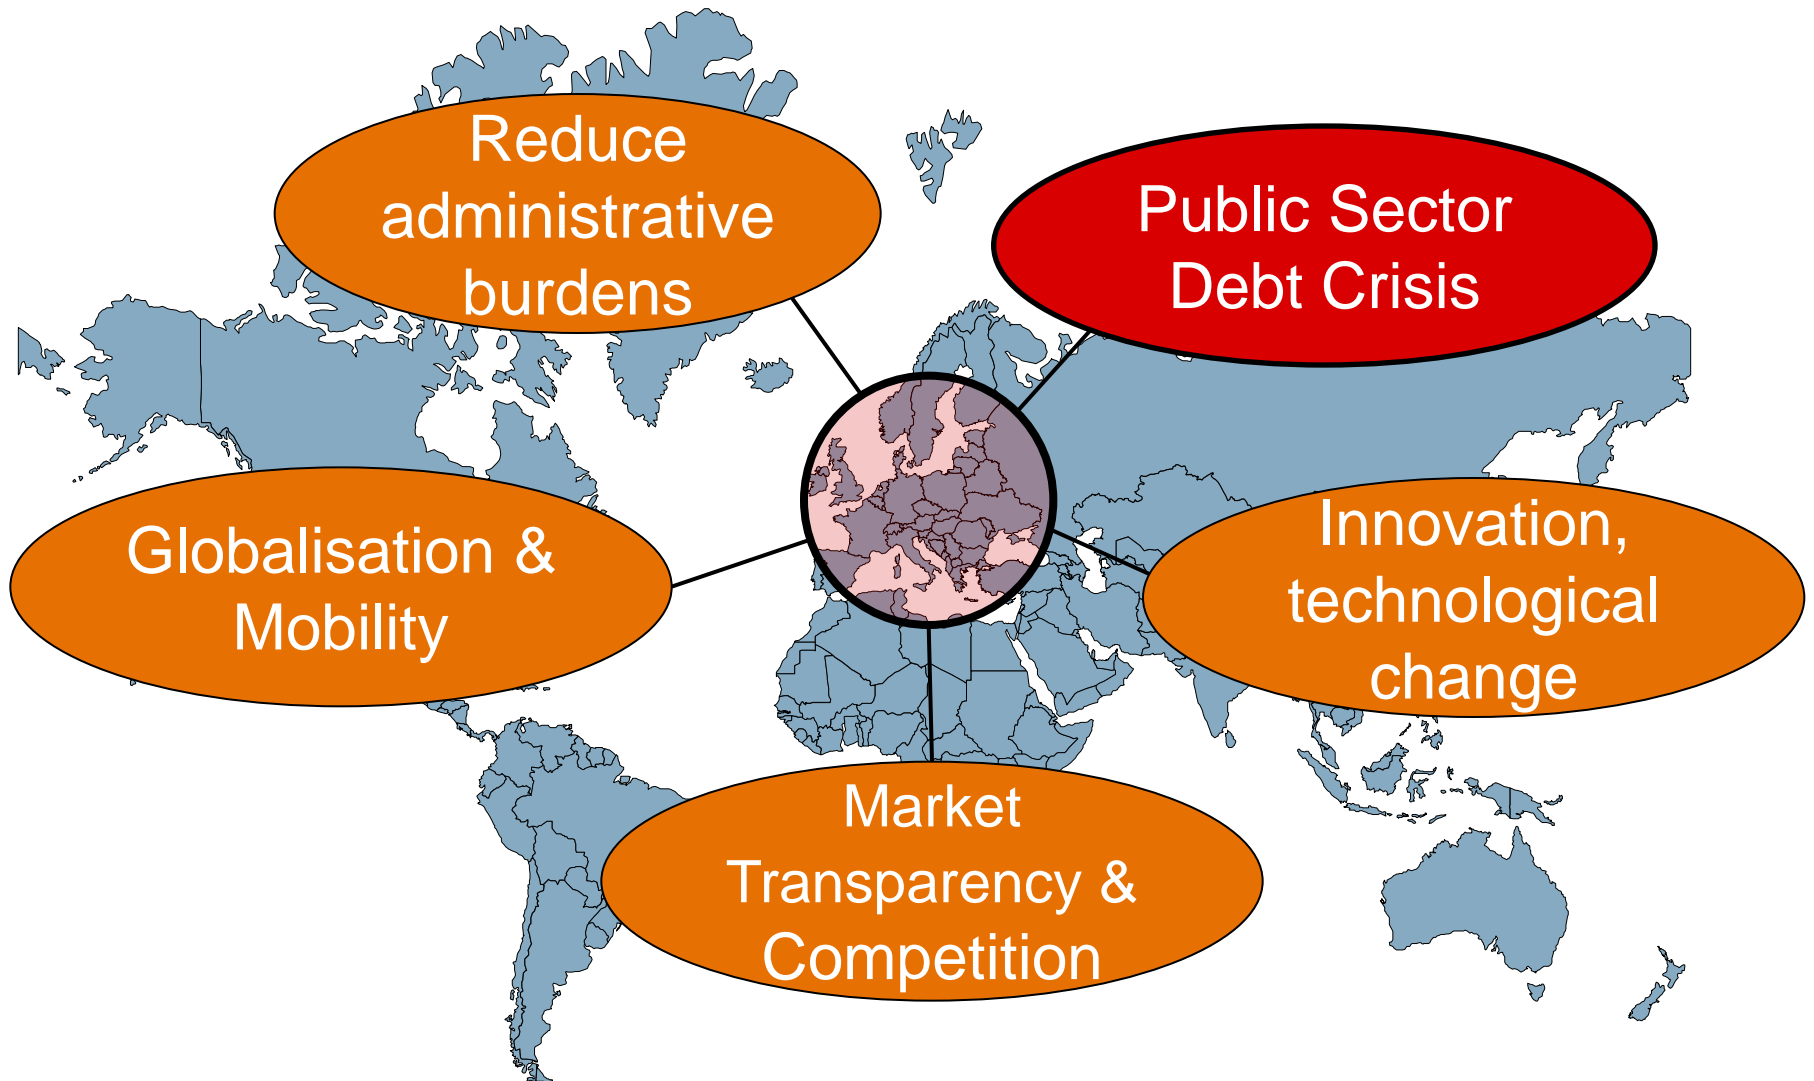 Reduce
administrative
burdens
Public Sector
Debt Crisis
Globalisation &
Mobility
Innovation,
technological
change
Market
Transparency &
Competition